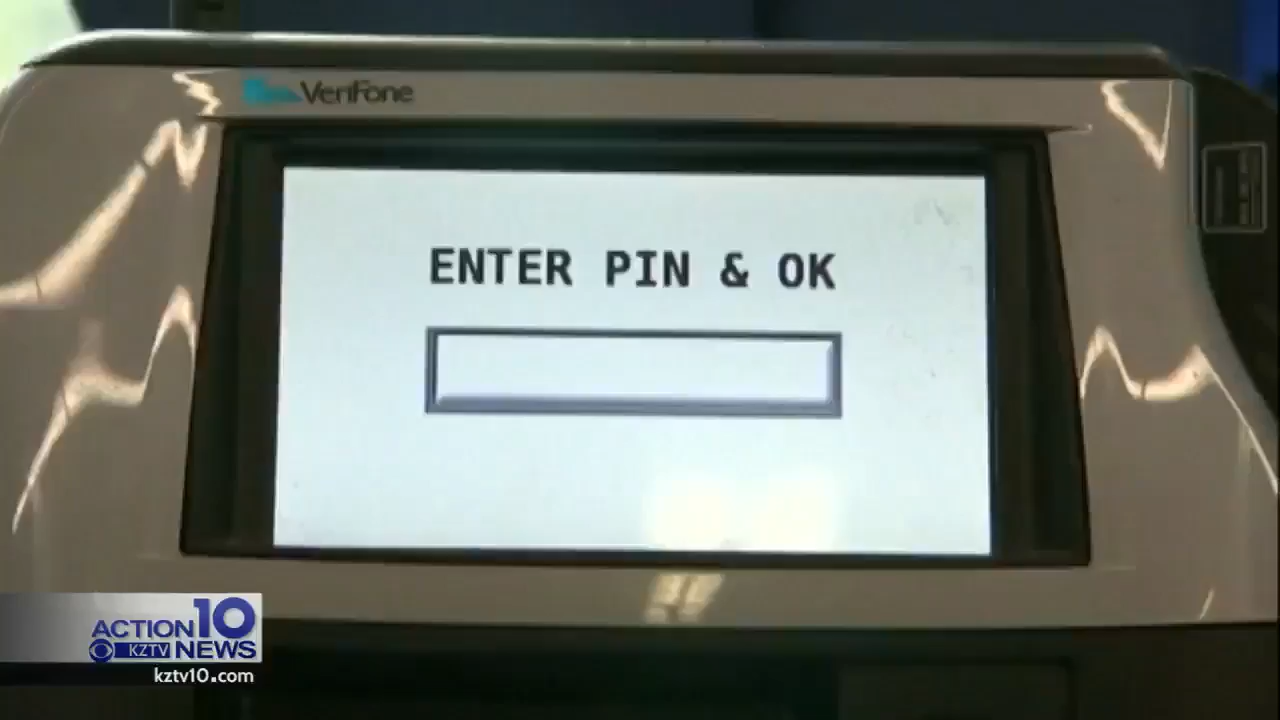 VeriFone
ENTER PIN & OK
ACTION 10
KZTV NEWS
kztv10.com